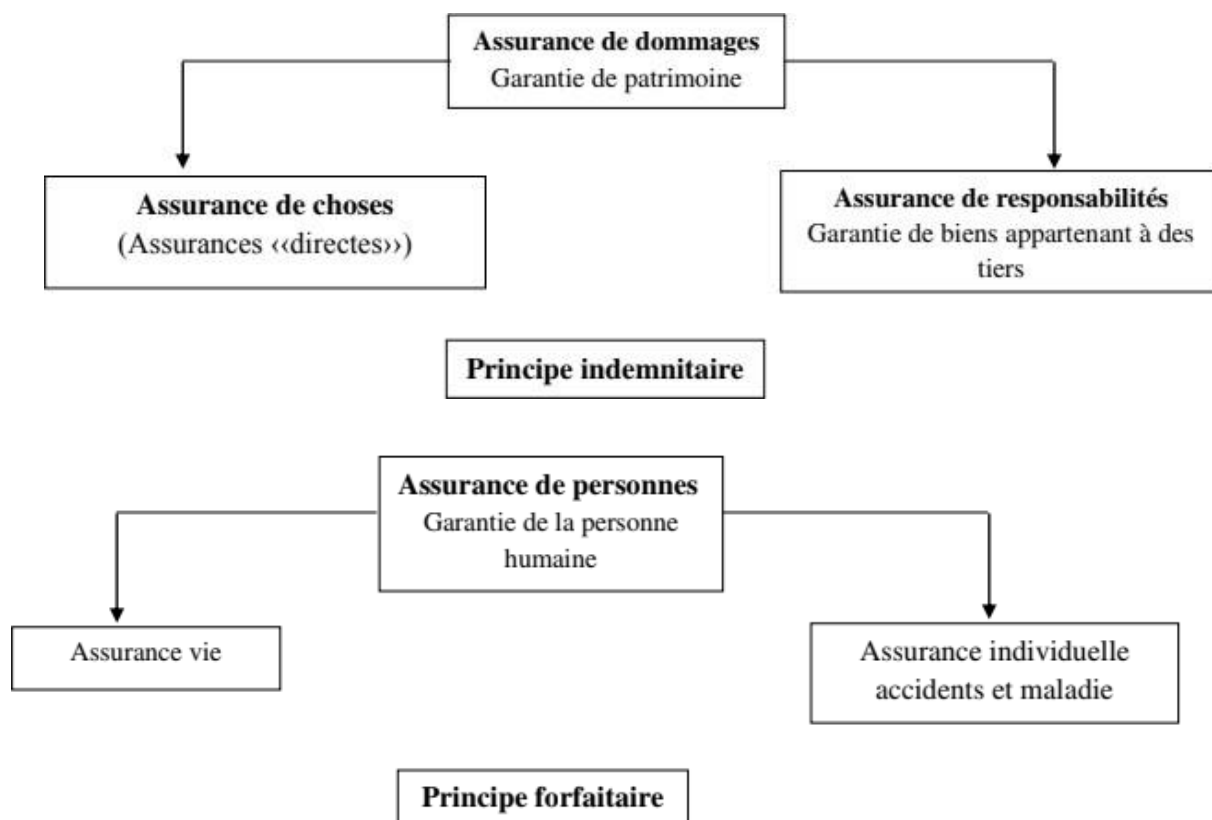 Assurance de dommages
Garantie de patrimoine
Assurance de choses
(Assurances ‹‹directes››)
Assurance de responsabilités
Garantie de biens appartenant à des
tiers
Principe indemnitaire
Assurance de personnes
Garantie de la personne
humaine
Assurance vie
Assurance individuelle
accidents et maladie
Principe forfaitaire